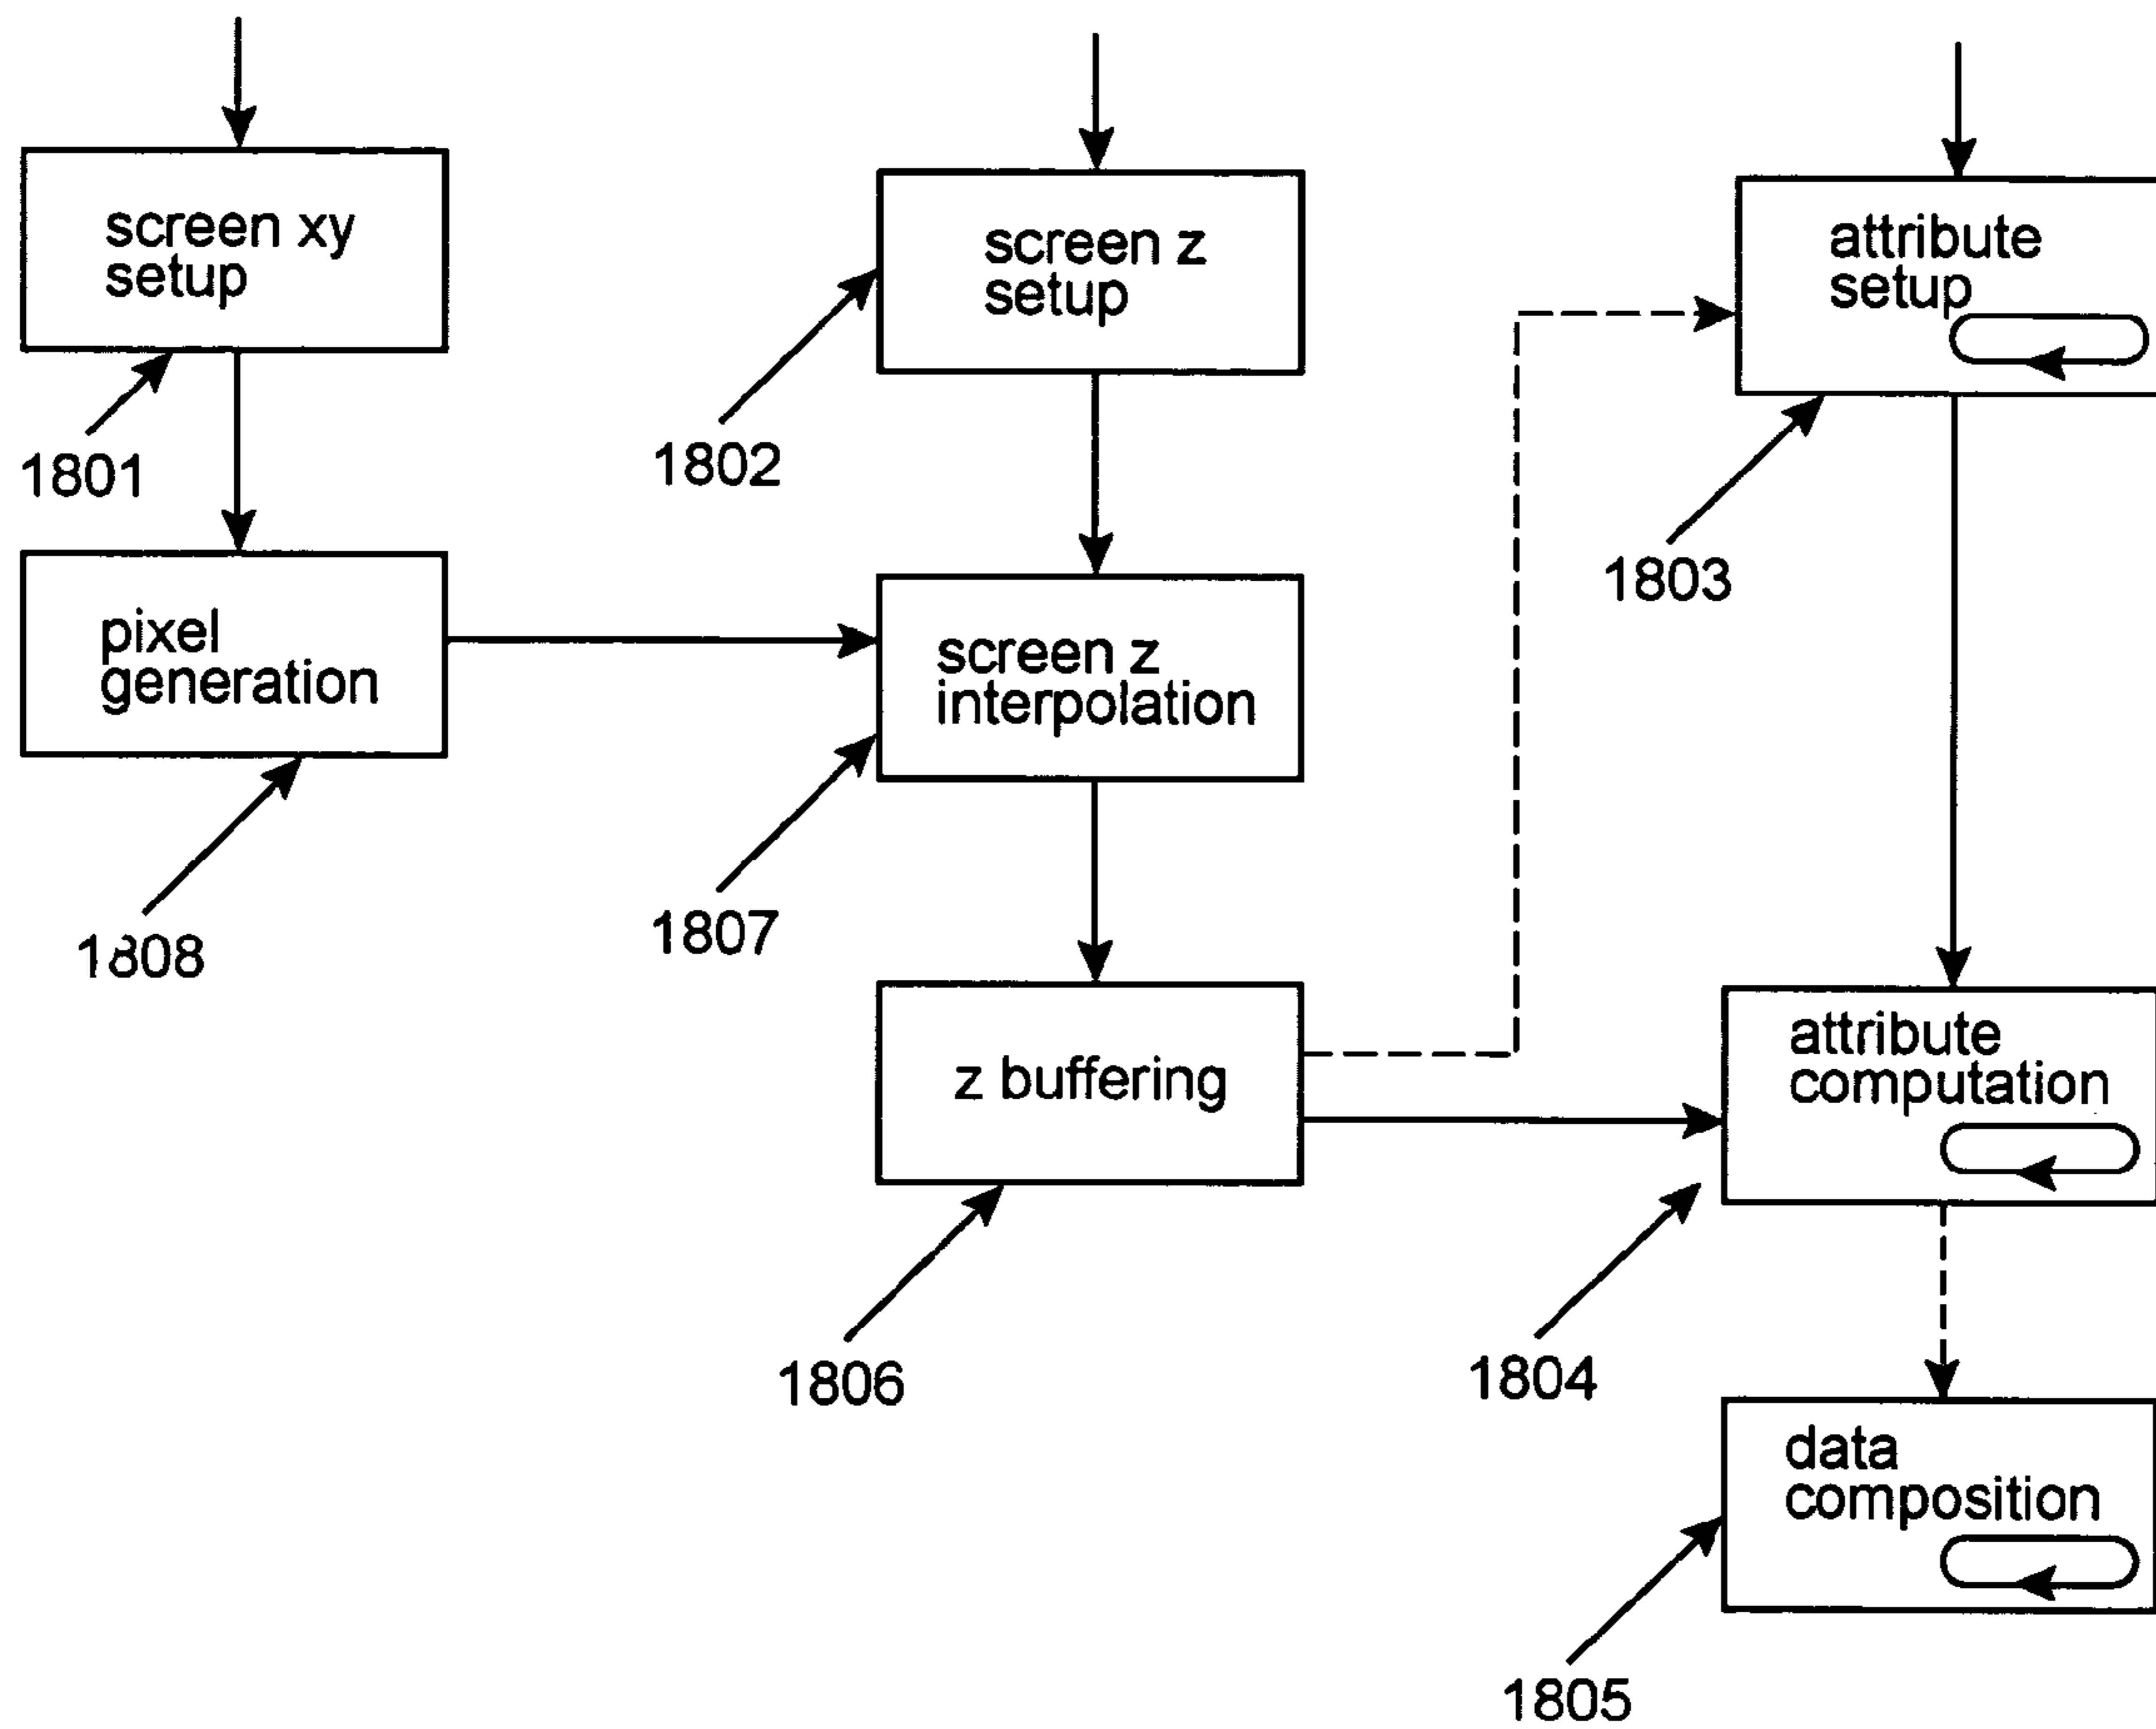 screen xy
setup
screen z
setup
attribute
setup
1801
1802
1803
pixel
generation
screen z
interpolation
1808
1807
z buffering
attribute
computation
1806
1804
data
composition
1805